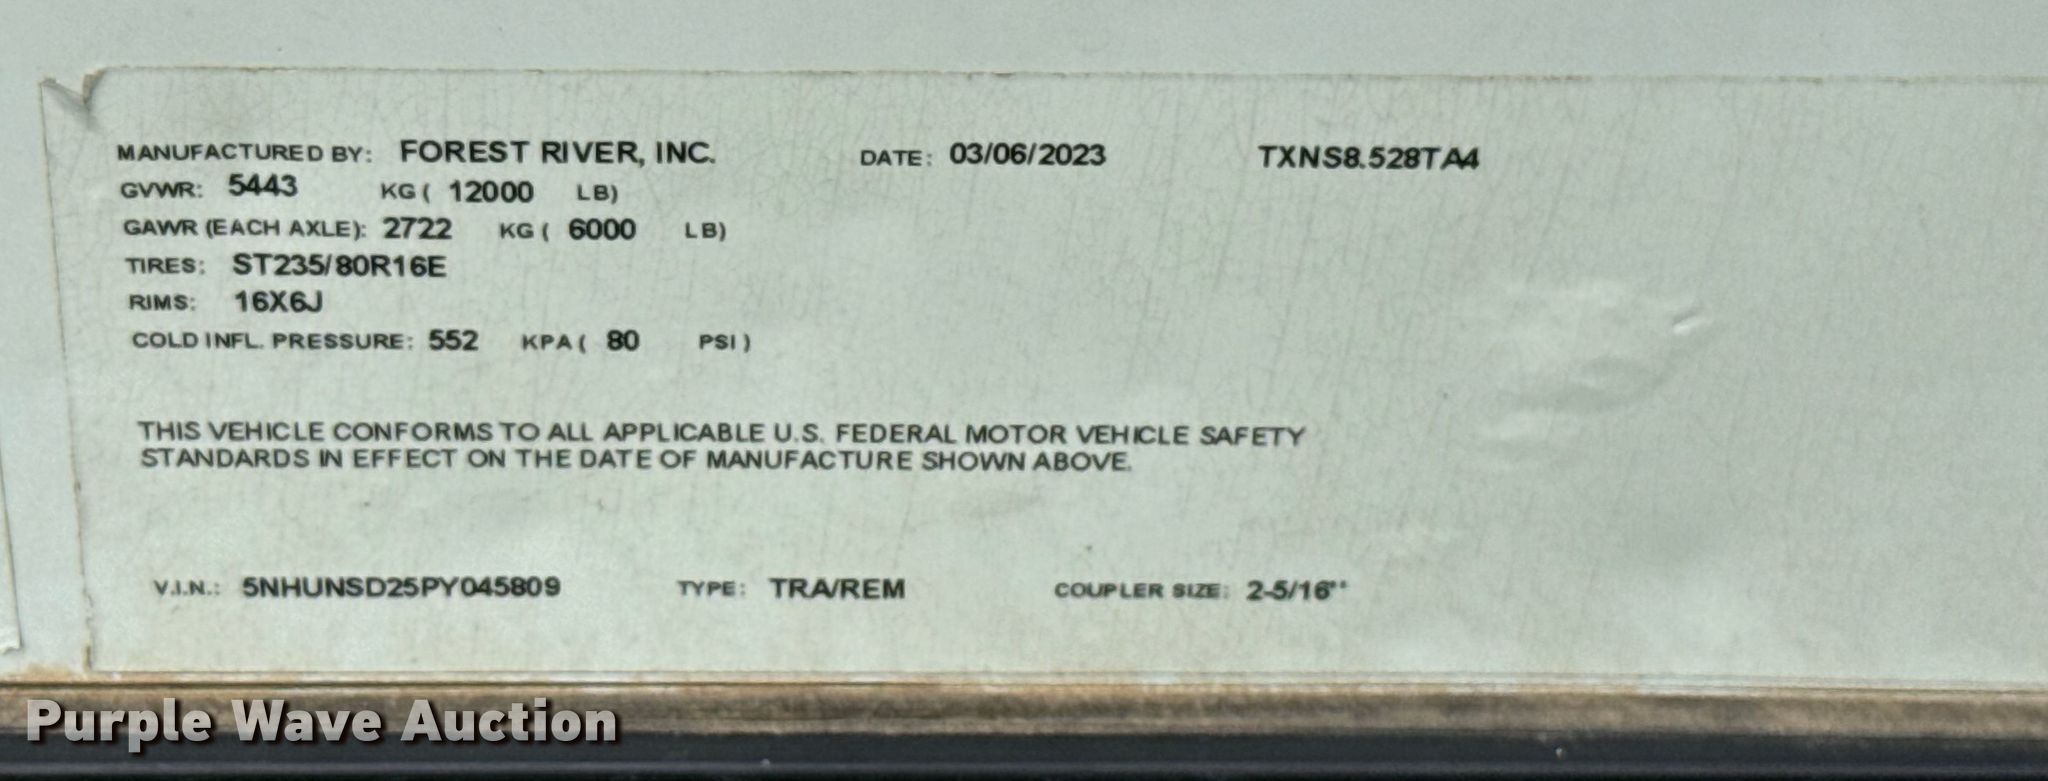 MANUFACTURED BY: FOREST RIVER, INC. DATE: 03/06/2023 TXNS8.528TA4
GVWR: 5443 KG ( 12000 LB)
GAWR (EACH AXLE): 2722 KG ( 6000 LB)
TIRES: ST235/80R16E
RIMS: 16X6J
COLD INFL. PRESSURE: 552 KPA ( 80 PSI )
THIS VEHICLE CONFORMS TO ALL APPLICABLE U.S. FEDERAL MOTOR VEHICLE SAFETY
STANDARDS IN EFFECT ON THE DATE OF MANUFACTURE SHOWN ABOVE.
V.I.N.: 5NHUNSD25PY045809 TYPE: TRA/REM COUPLER SIZE: 2-5/16"
Purple Wave Auction